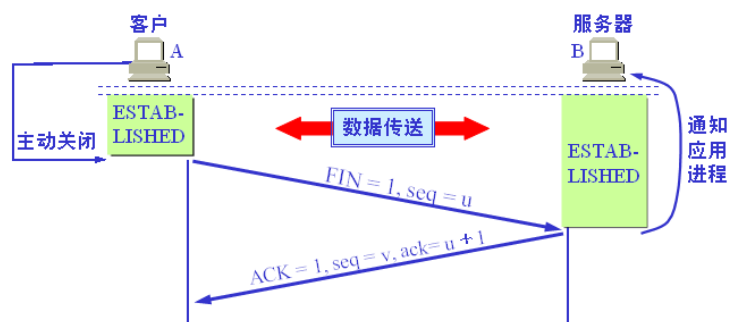 客户
服务器
A
B
ESTAB-
LISHED
主动关闭
数据传送
ESTAB-
LISHED
通知
应用
进程
FIN = 1, seq = u
ACK = 1, seq = v, ack= u + 1